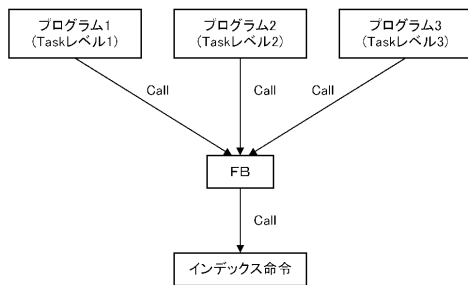 プログラム1
(Taskレベル1)
プログラム2
(Taskレベル2)
プログラム3
(Taskレベル3)
Call
Call
Call
FB
Call
インデックス命令